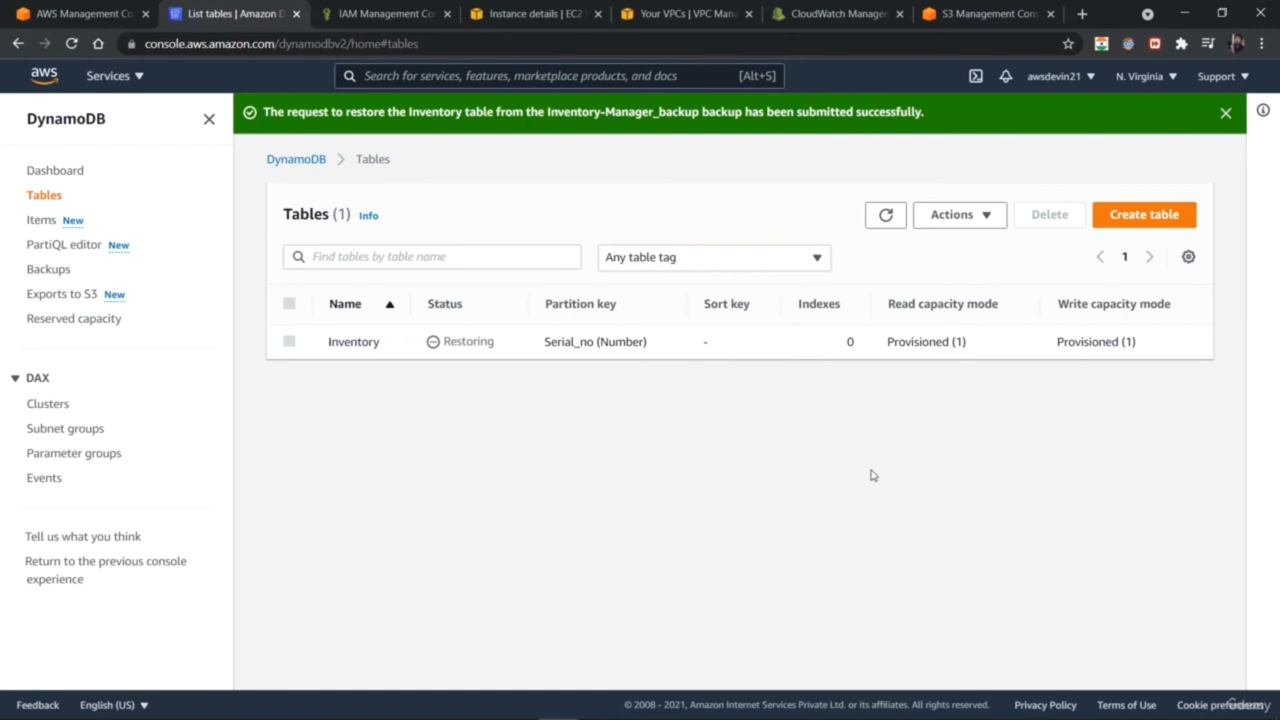 AWS Management Co
List tables | Amazon D
IAM Management Co
Instance details | EC2
Your VPCs | VPC Man
CloudWatch Manage
S3 Management Con
console.aws.amazon.com/dynamodbv2/home#tables
aws
Services
Search for services, features, marketplace products, and docs
[Alt+S]
awsdevin21
N. Virginia
Support
DynamoDB
The request to restore the Inventory table from the Inventory-Manager_backup backup has been submitted successfully.
Dashboard
Tables
Items New
PartiQL editor New
Backups
Exports to S3 New
Reserved capacity
DAX
Clusters
Subnet groups
Parameter groups
Events
Tell us what you think
Return to the previous console
experience
DynamoDB Tables
Tables (1) Info
Actions
Delete
Create table
Find tables by table name
Any table tag
1
Name Status Partition key Sort key Indexes Read capacity mode Write capacity mode
Inventory Restoring Serial_no (Number) - 0 Provisioned (1) Provisioned (1)
Feedback
English (US)
© 2008 - 2021, Amazon Internet Services Private Ltd. or its affiliates. All rights reserved.
Privacy Policy
Terms of Use
Cookie preferences
udemy